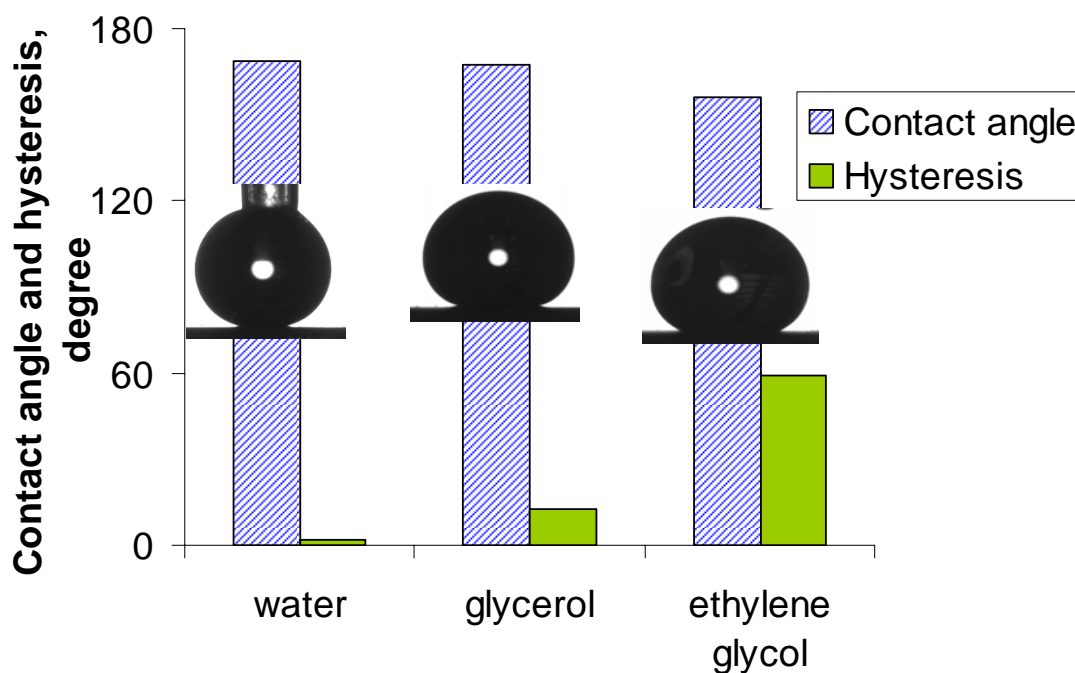 Contact angle and hysteresis,
degree
180
120
60
0
water
glycerol
ethylene
glycol
Contact angle
Hysteresis